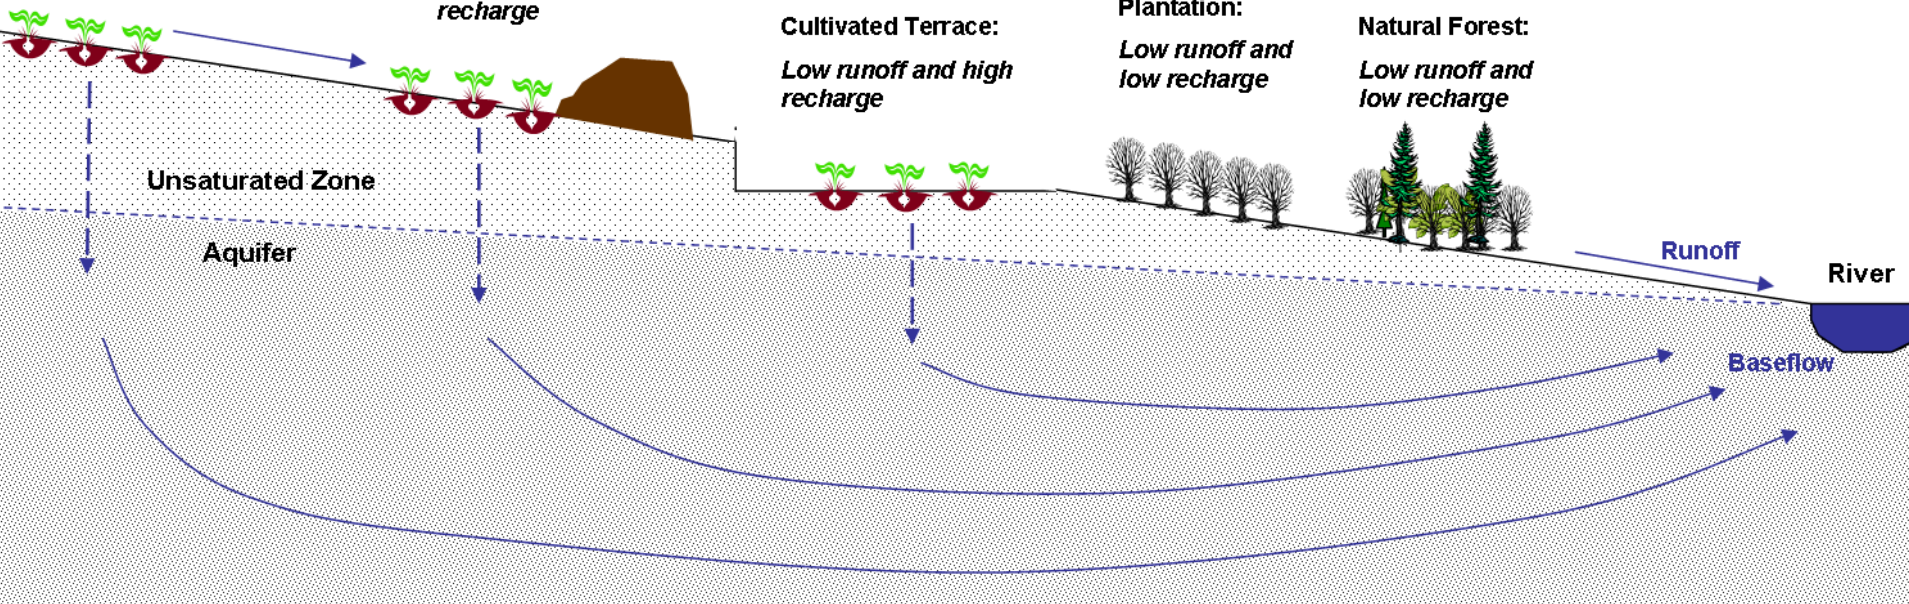 recharge
Cultivated Terrace:
Low runoff and high
recharge
Plantation:
Low runoff and
low recharge
Natural Forest:
Low runoff and
low recharge
Unsaturated Zone
Aquifer
Runoff
River
Baseflow